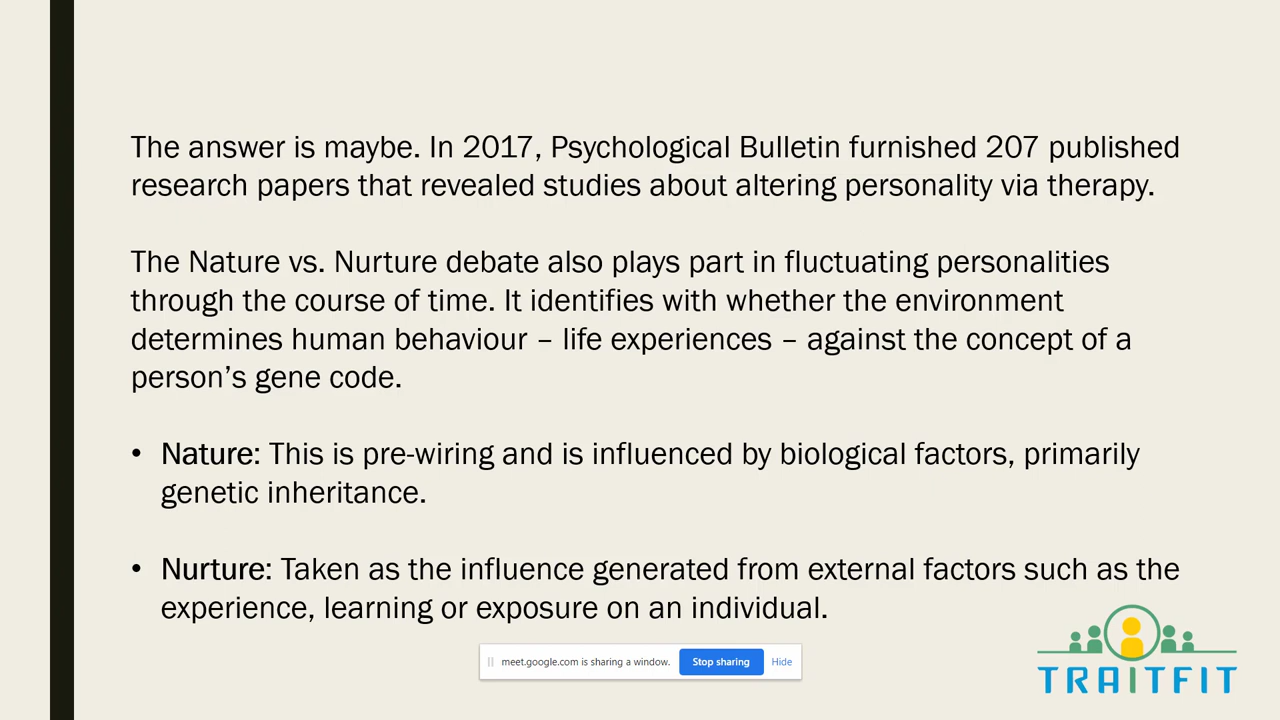 The answer is maybe. In 2017, Psychological Bulletin furnished 207 published
research papers that revealed studies about altering personality via therapy.
The Nature vs. Nurture debate also plays part in fluctuating personalities
through the course of time. It identifies with whether the environment
determines human behaviour – life experiences – against the concept of a
person's gene code.
• Nature: This is pre-wiring and is influenced by biological factors, primarily
genetic inheritance.
• Nurture: Taken as the influence generated from external factors such as the
experience, learning or exposure on an individual.
meet.google.com is sharing a window. Stop sharing Hide
TRAITFIT